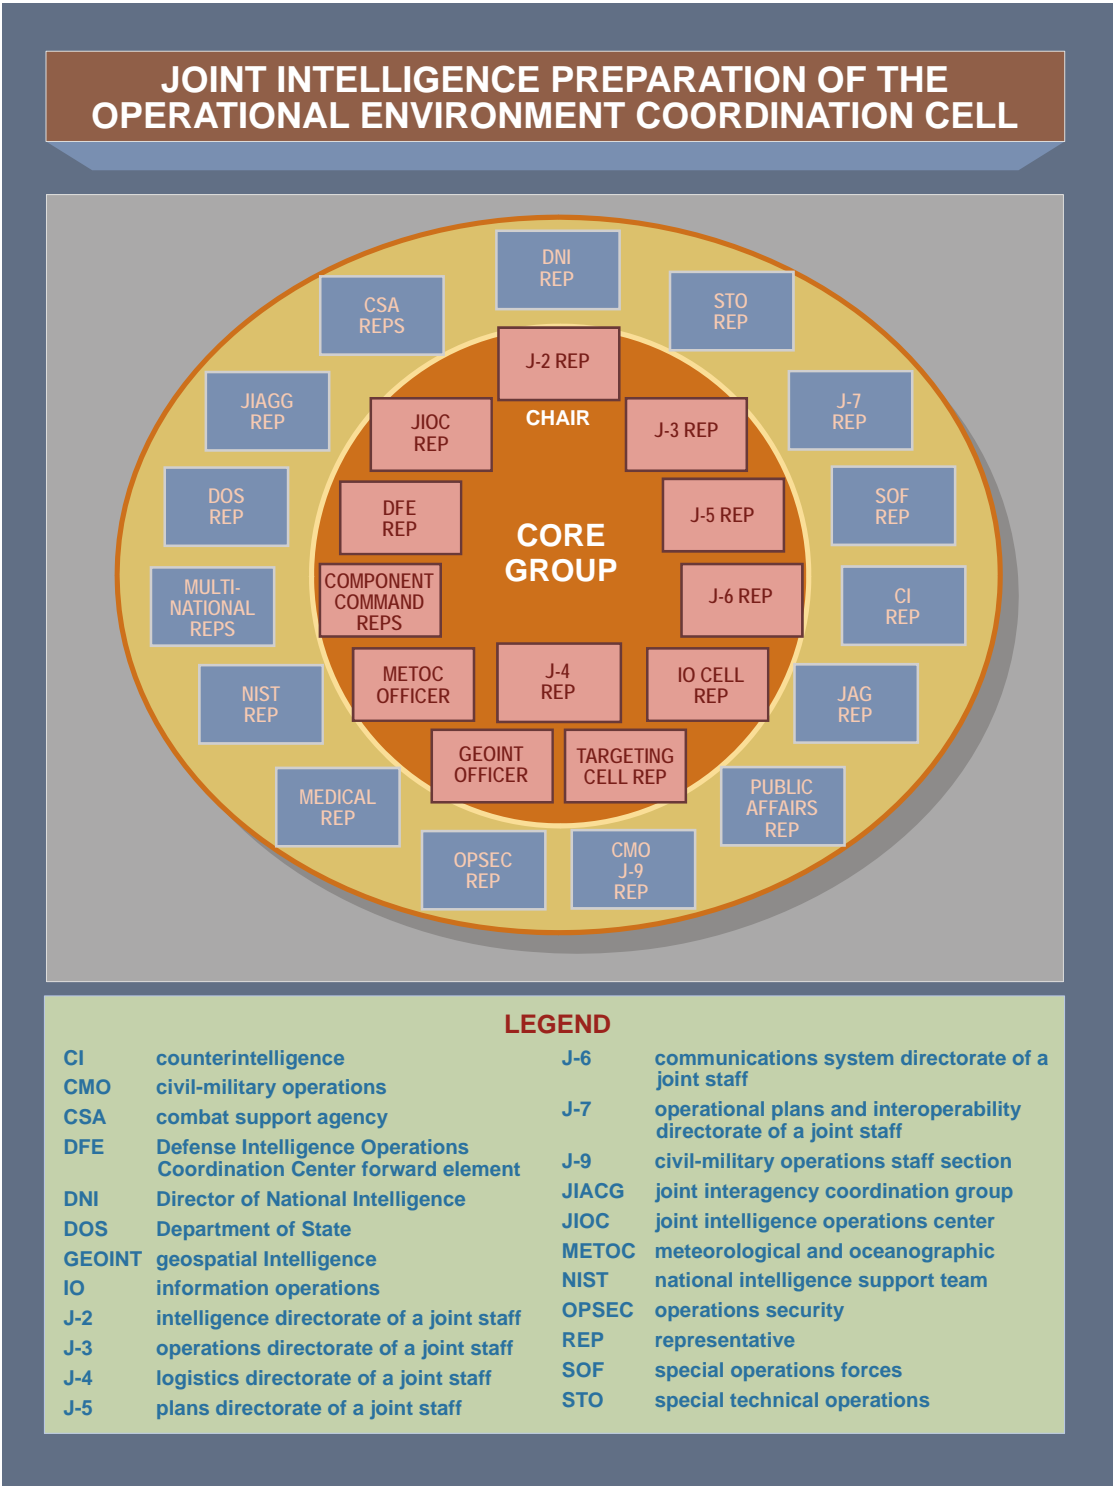 JOINT INTELLIGENCE PREPARATION OF THE
OPERATIONAL ENVIRONMENT COORDINATION CELL
DNI
REP
CSA
REPS
STO
REP
J-2 REP
CHAIR
JIAGG
REP
JIOC
REP
J-3 REP
J-7
REP
DOS
REP
DFE
REP
CORE
GROUP
J-5 REP
SOF
REP
MULTI-
NATIONAL
REPS
COMPONENT
COMMAND
REPS
J-6 REP
CI
REP
NIST
REP
METOC
OFFICER
J-4
REP
IO CELL
REP
JAG
REP
GEOINT
OFFICER
TARGETING
CELL REP
MEDICAL
REP
PUBLIC
AFFAIRS
REP
OPSEC
REP
CMO
J-9
REP
LEGEND
CI counterintelligence
CMO civil-military operations
CSA combat support agency
DFE Defense Intelligence Operations
Coordination Center forward element
DNI Director of National Intelligence
DOS Department of State
GEOINT geospatial Intelligence
IO information operations
J-2 intelligence directorate of a joint staff
J-3 operations directorate of a joint staff
J-4 logistics directorate of a joint staff
J-5 plans directorate of a joint staff
J-6 communications system directorate of a
joint staff
J-7 operational plans and interoperability
directorate of a joint staff
J-9 civil-military operations staff section
JIACG joint interagency coordination group
JIOC joint intelligence operations center
METOC meteorological and oceanographic
NIST national intelligence support team
OPSEC operations security
REP representative
SOF special operations forces
STO special technical operations